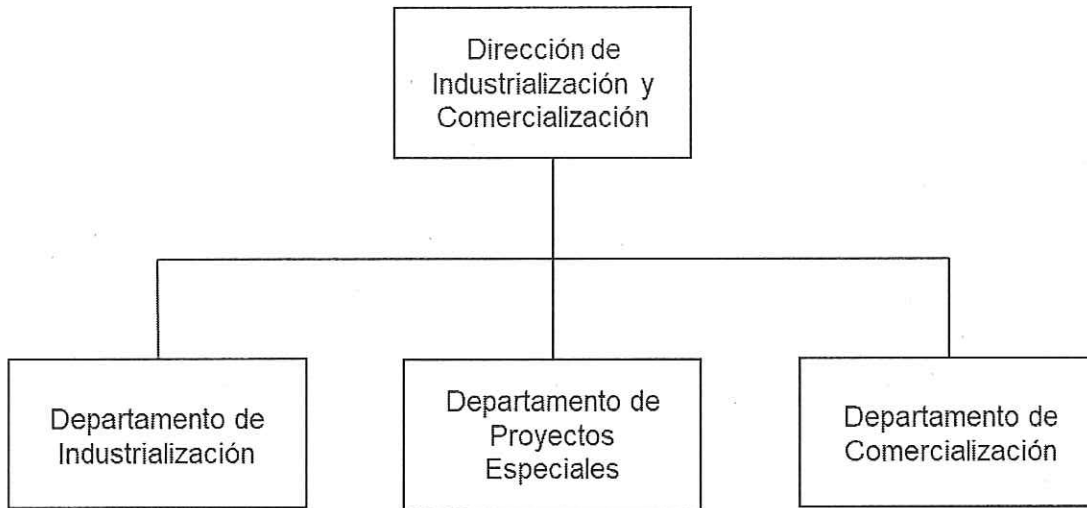 Dirección de
Industrialización y
Comercialización
Departamento de
Industrialización
Departamento de
Proyectos
Especiales
Departamento de
Comercialización